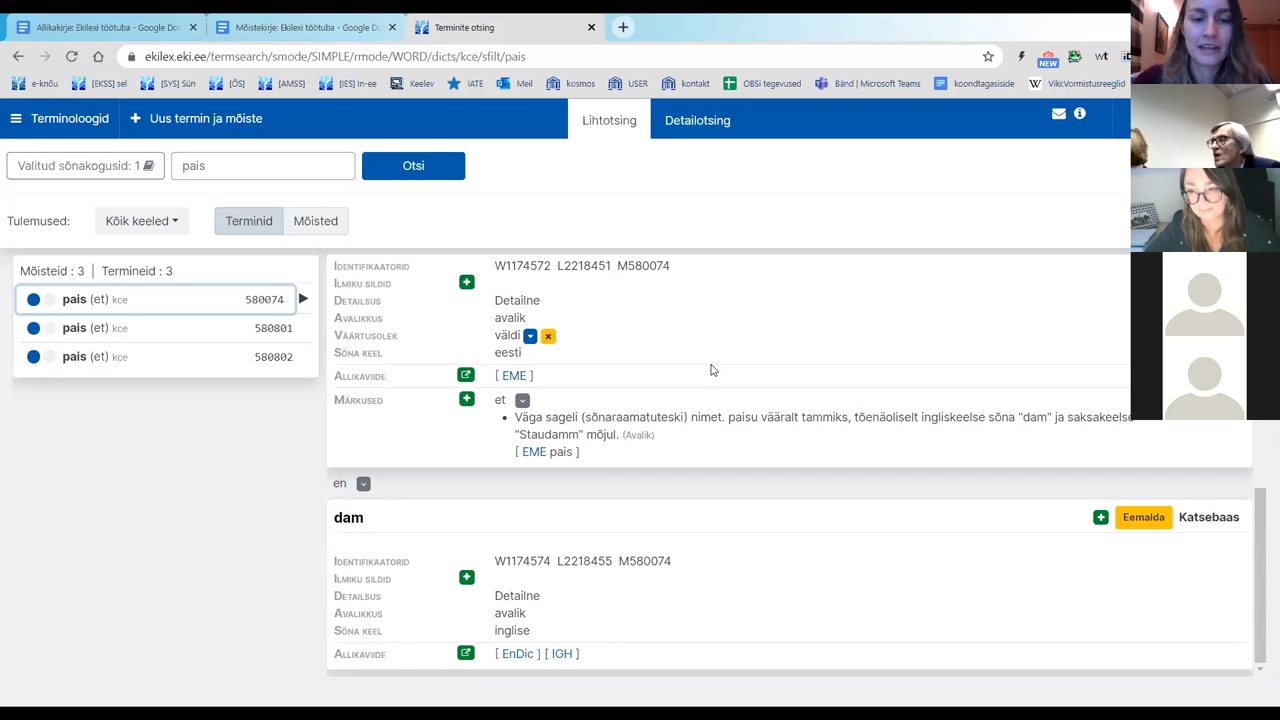 Allikakirje: Ekilexi töötuba - Google Do
Mõistekirje: Ekilexi töötuba - Google D
Terminite otsing
ekilex.eki.ee/termsearch/smode/SIMPLE/rmode/WORD/dicts/kce/sfilt/pais
NEW
wt
e-knõu
[EKSS] sel
[SY] Sün
[ÕS]
[AMSS]
[IES] In-ee
Keelev
IATE
Meil
kosmos
USER
kontakt
OBSi tegevused
Bänd | Microsoft Teams
koondtagasiside
Viki:Vormistusreeglid
Terminoloogid
Uus termin ja mõiste
Lihtotsing
Detailotsing
Valitud sõnakogusid: 1
pais
Otsi
Tulemused:
Kõik keeled
Terminid
Mõisted
Mõisteid : 3 | Termineid : 3
pais (et) kce 580074
pais (et) kce 580801
pais (et) kce 580802
Identifikaatorid W1174572 L2218451 M580074
Ilmiku sildid
Detailsus Detailne
Avalikkus avalik
Väärtusolek väldi
Sõna keel eesti
Allikaviide [ EME ]
Märkused et
Väga sageli (sõnaraamatuteski) nimet. paisu vääralt tammiks, tõenäoliselt ingliskeelse sõna "dam" ja saksakeelse
"Staudamm" mõjul. (Avalik)
[ EME pais ]
en
dam
Eemalda
Katsebaas
Identifikaatorid W1174574 L2218455 M580074
Ilmiku sildid
Detailsus Detailne
Avalikkus avalik
Sõna keel inglise
Allikaviide [ EnDic ] [ IGH ]